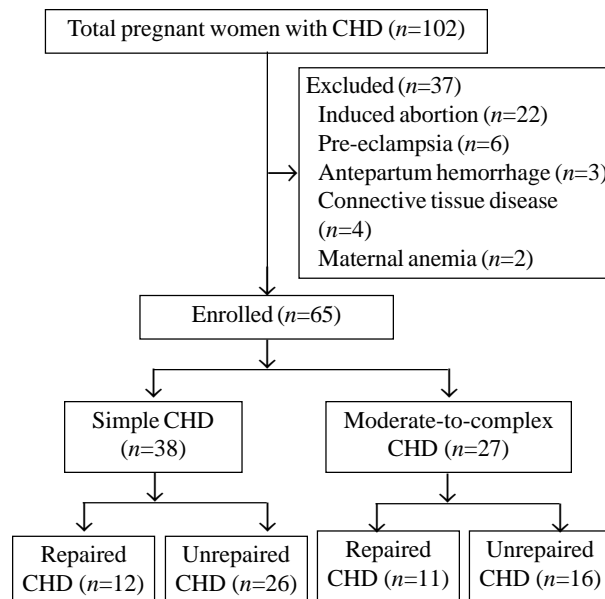 Total pregnant women with CHD (n=102)
Excluded (n=37)
Induced abortion (n=22)
Pre-eclampsia (n=6)
Antepartum hemorrhage (n=3)
Connective tissue disease
(n=4)
Maternal anemia (n=2)
Enrolled (n=65)
Simple CHD
(n=38)
Moderate-to-complex
CHD (n=27)
Repaired
CHD (n=12)
Unrepaired
CHD (n=26)
Repaired
CHD (n=11)
Unrepaired
CHD (n=16)